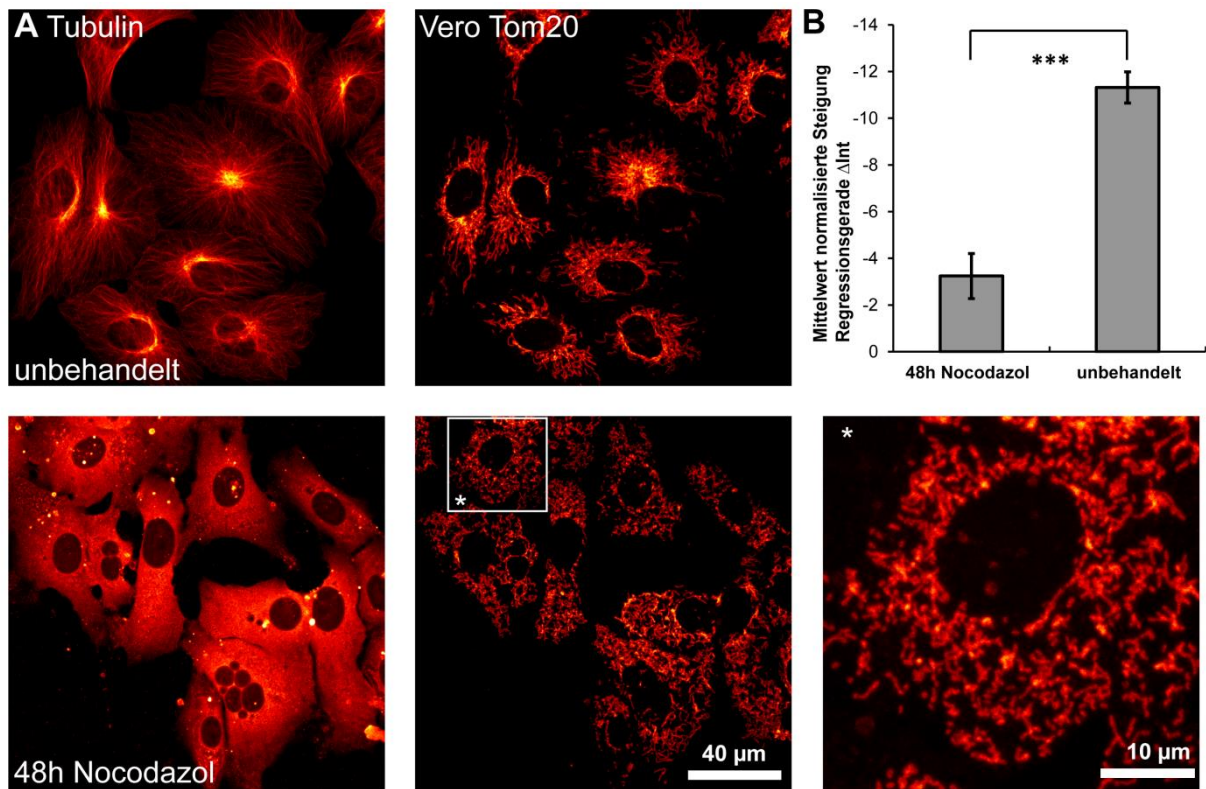 A Tubulin
unbehandelt
Vero Tom20
B
-14
-12
-10
-8
-6
-4
-2
0
Mittelwert normalisierte Steigung
Regressionsgerade ΔInt
***
48h Nocodazol
unbehandelt
48h Nocodazol
*
40 µm
*
10 µm